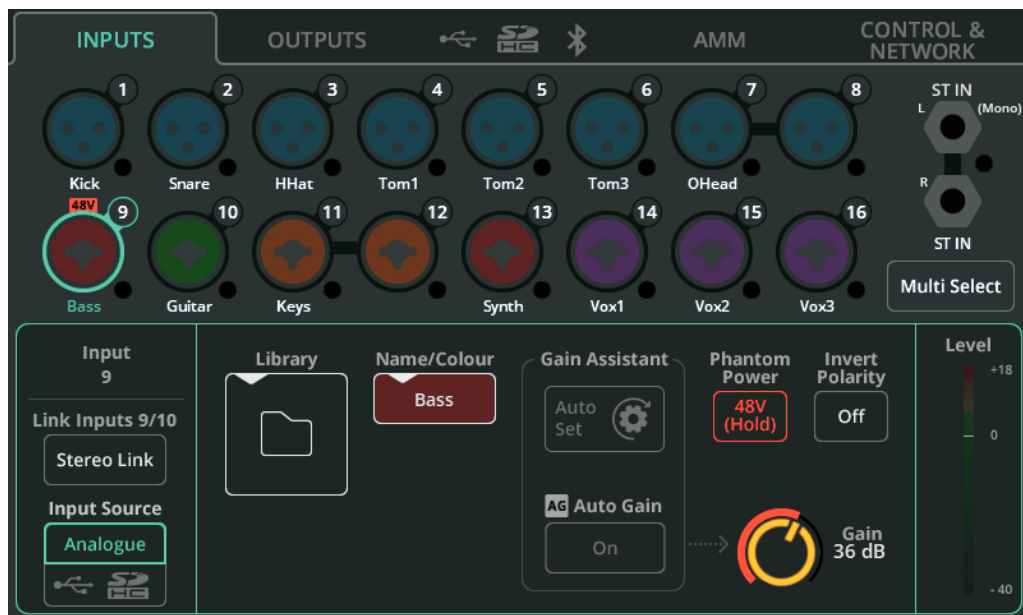 INPUTS
OUTPUTS
SD HC
AMM
CONTROL &
NETWORK
1
2
3
4
5
6
7
8
ST IN
L
(Mono)
Kick
Snare
HHat
Tom1
Tom2
Tom3
OHead
R
48V
9
10
11
12
13
14
15
16
ST IN
Bass
Guitar
Keys
Synth
Vox1
Vox2
Vox3
Multi Select
Input
9
Link Inputs 9/10
Stereo Link
Input Source
Analogue
SD HC
Library
Name/Colour
Bass
Gain Assistant
Auto
Set
AG Auto Gain
On
Phantom
Power
48V
(Hold)
Invert
Polarity
Off
Gain
36 dB
Level
+18
0
-40